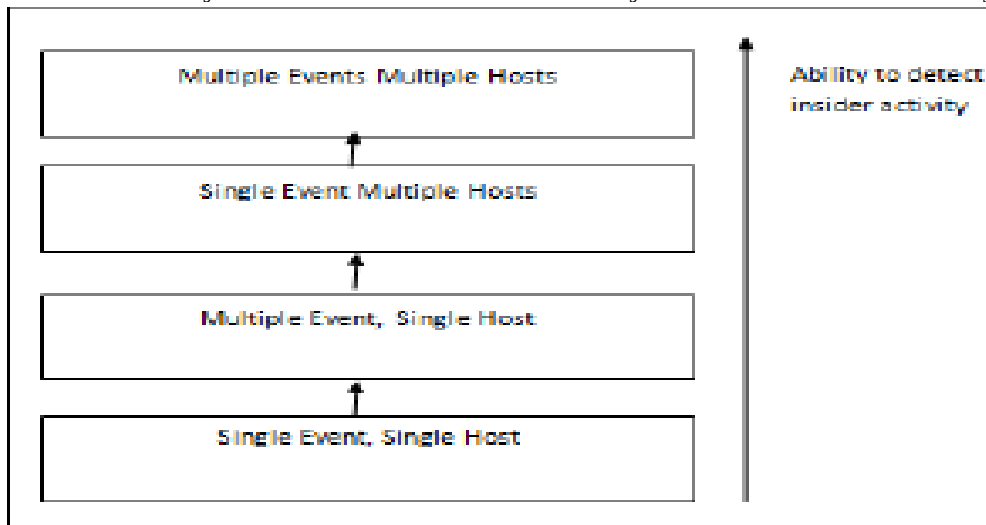 Multiple Events Multiple Hosts
Ability to detect
insider activity
Single Event Multiple Hosts
Multiple Event, Single Host
Single Event, Single Host